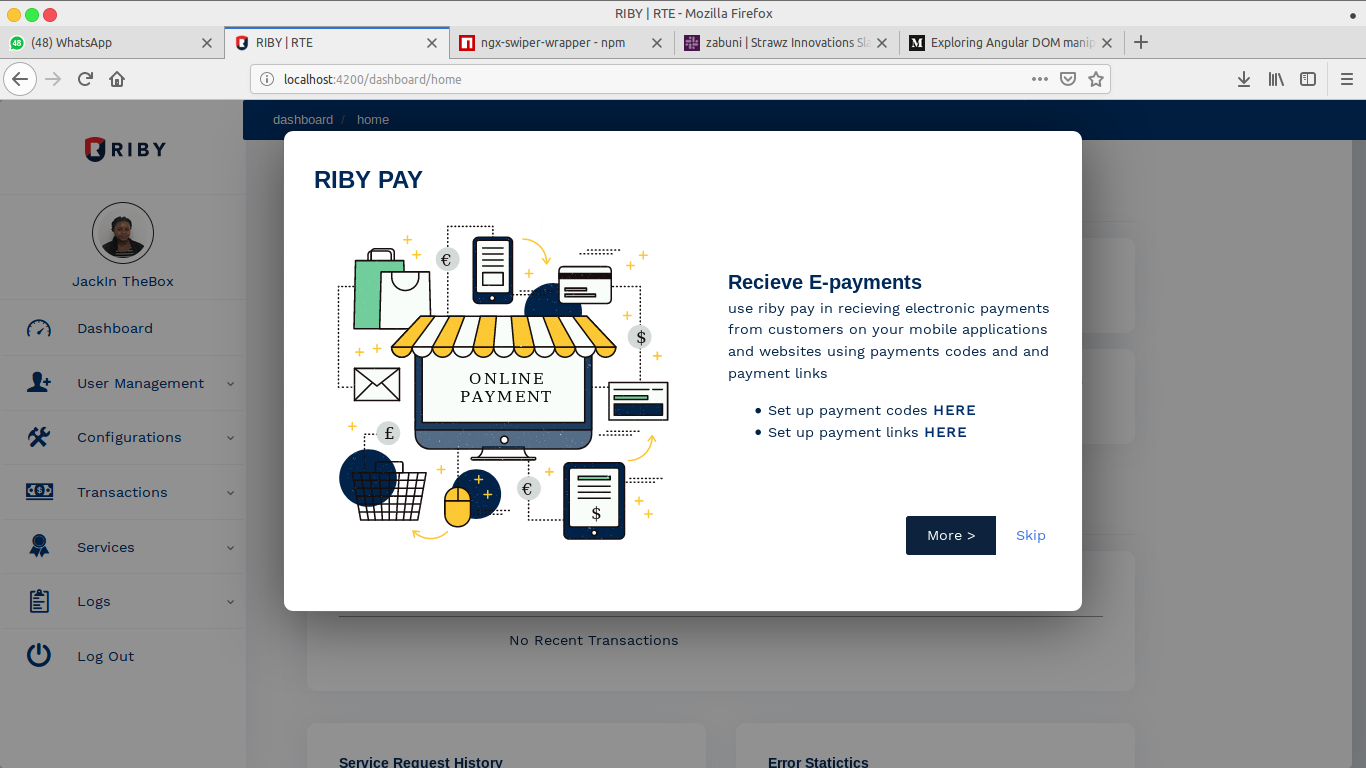 RIBY | RTE - Mozilla Firefox
(48) WhatsApp
RIBY | RTE
ngx-swiper-wrapper - npm
zabuni | Strawz Innovations Sla
Exploring Angular DOM manip
localhost:4200/dashboard/home
RIBY
dashboard / home
JackIn TheBox
Dashboard
User Management
Configurations
Transactions
Services
Logs
Log Out
RIBY PAY
ONLINE
PAYMENT
€
$
£
€
$
Recieve E-payments
use riby pay in recieving electronic payments
from customers on your mobile applications
and websites using payments codes and and
payment links
• Set up payment codes HERE
• Set up payment links HERE
More >
Skip
No Recent Transactions
Service Request History
Error Statictics